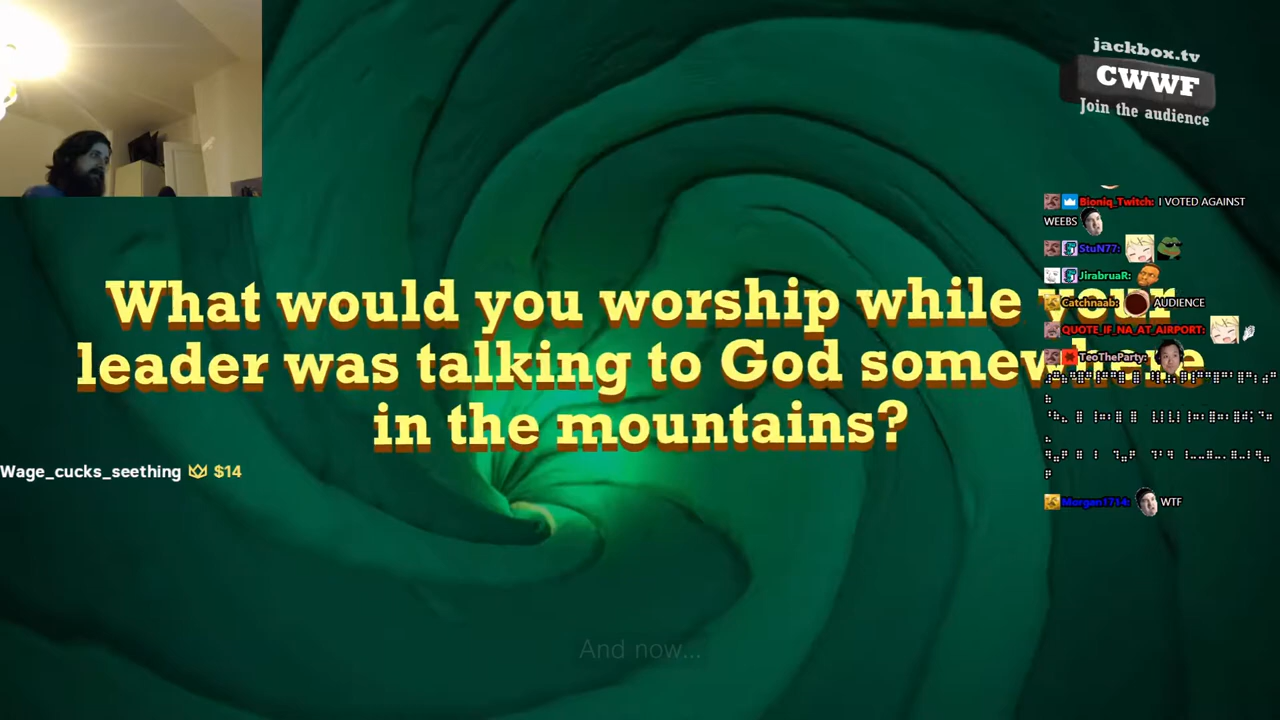 jackbox.tv
CWWF
Join the audience
Bioniq_Twitch: I VOTED AGAINST
WEEBS
StuN77:
JirabruaR:
What would you worship while your
Catchnaab: AUDIENCE
QUOTE_IF_NA_AT_AIRPORT:
leader was talking to God somewhere
TeoTheParty:
in the mountains?
Wage_cucks_seething $14
Morgan1714: WTF
And now...